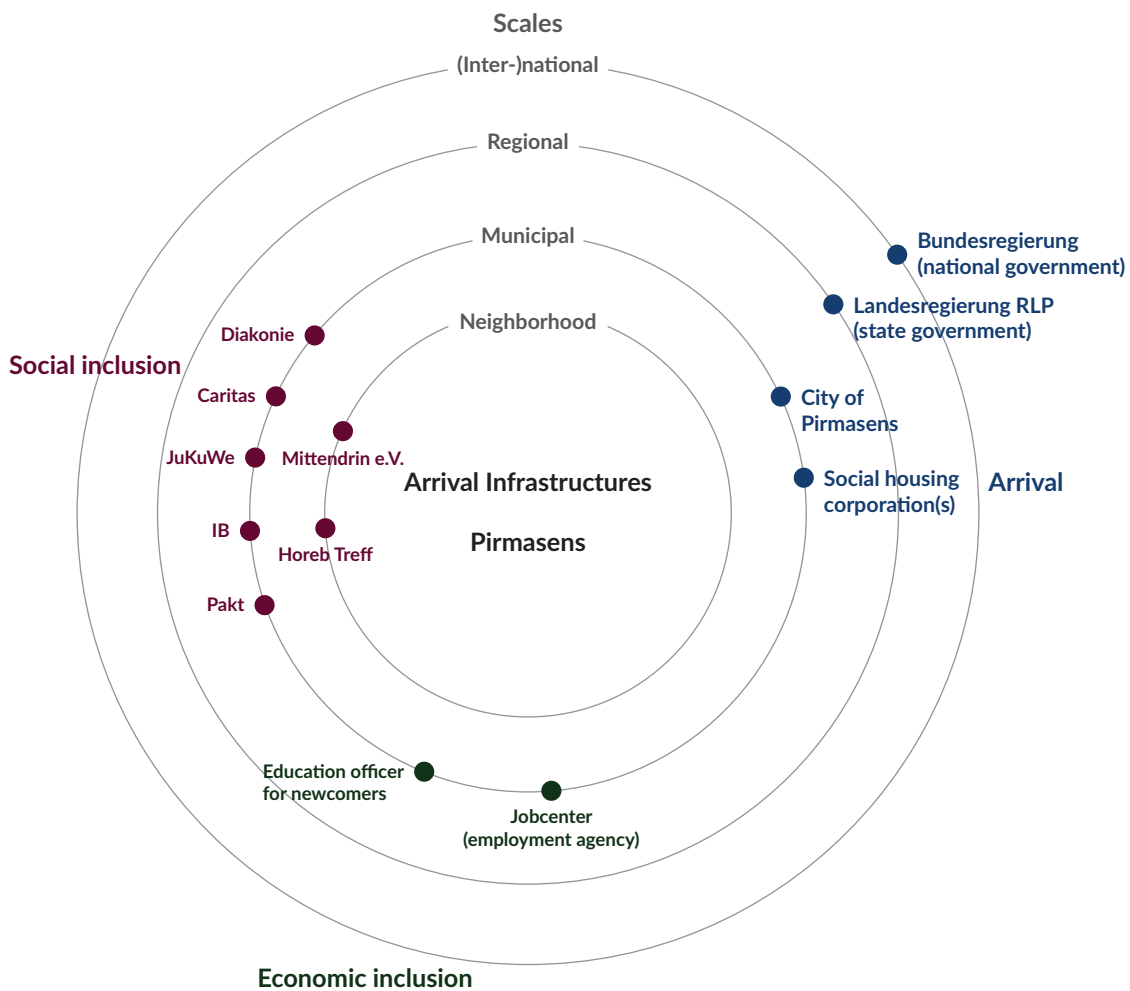 Scales
(Inter-)national
Regional
Municipal
Neighborhood
Bundesregierung
(national government)
Landesregierung RLP
(state government)
City of
Pirmasens
Social housing
corporation(s)
Arrival
Social inclusion
Diakonie
Caritas
JuKuWe
IB
Pakt
Mittendrin e.V.
Horeb Treff
Arrival Infrastructures
Pirmasens
Education officer
for newcomers
Jobcenter
(employment agency)
Economic inclusion